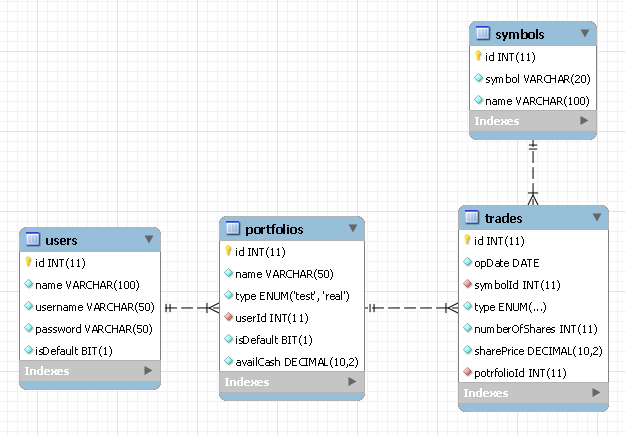 symbols
id INT(11)
symbol VARCHAR(20)
name VARCHAR(100)
Indexes
users
id INT(11)
name VARCHAR(100)
username VARCHAR(50)
password VARCHAR(50)
isDefault BIT(1)
Indexes
portfolios
id INT(11)
name VARCHAR(50)
type ENUM('test', 'real')
userId INT(11)
isDefault BIT(1)
availCash DECIMAL(10,2)
Indexes
trades
id INT(11)
opDate DATE
symbolId INT(11)
type ENUM(...)
numberOfShares INT(11)
sharePrice DECIMAL(10,2)
potrfolioId INT(11)
Indexes